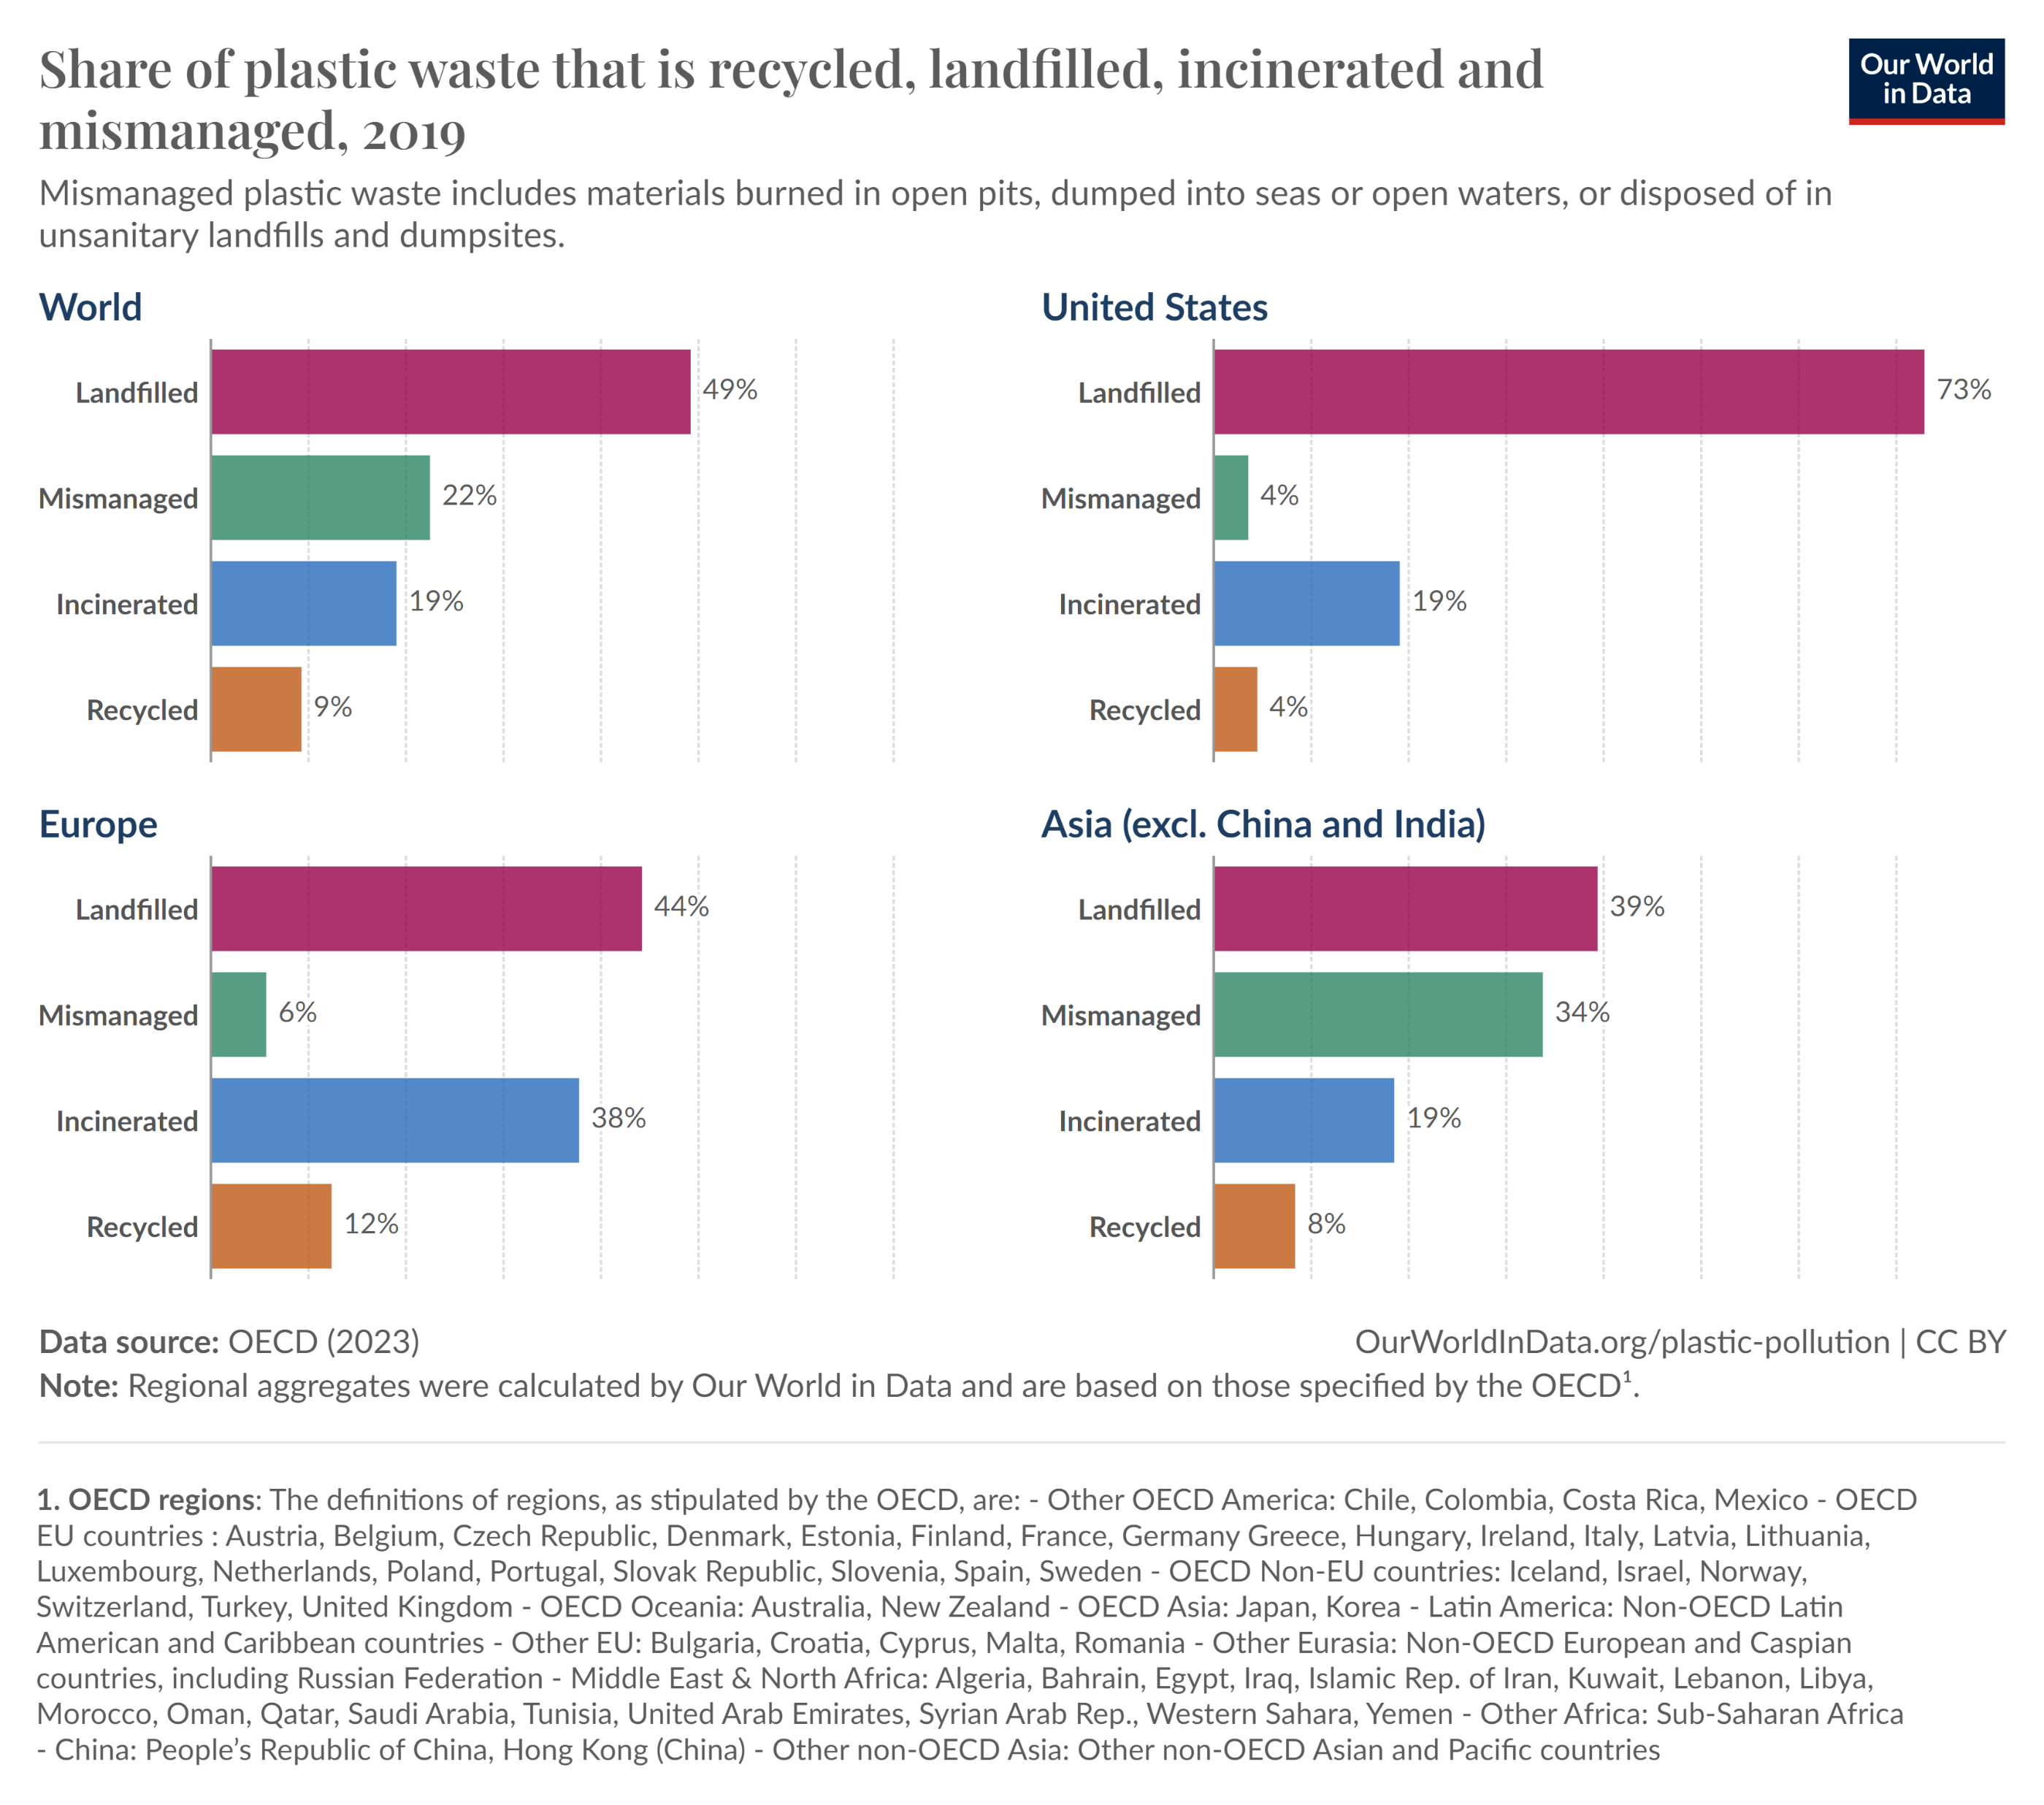 Share of plastic waste that is recycled, landfilled, incinerated and
mismanaged, 2019
Our World
in Data
Mismanaged plastic waste includes materials burned in open pits, dumped into seas or open waters, or disposed of in
unsanitary landfills and dumpsites.
World
Landfilled 49%
Mismanaged 22%
Incinerated 19%
Recycled 9%
United States
Landfilled 73%
Mismanaged 4%
Incinerated 19%
Recycled 4%
Europe
Landfilled 44%
Mismanaged 6%
Incinerated 38%
Recycled 12%
Asia (excl. China and India)
Landfilled 39%
Mismanaged 34%
Incinerated 19%
Recycled 8%
Data source: OECD (2023)
OurWorldInData.org/plastic-pollution | CC BY
Note: Regional aggregates were calculated by Our World in Data and are based on those specified by the OECD¹.
1. OECD regions: The definitions of regions, as stipulated by the OECD, are: - Other OECD America: Chile, Colombia, Costa Rica, Mexico - OECD
EU countries : Austria, Belgium, Czech Republic, Denmark, Estonia, Finland, France, Germany Greece, Hungary, Ireland, Italy, Latvia, Lithuania,
Luxembourg, Netherlands, Poland, Portugal, Slovak Republic, Slovenia, Spain, Sweden - OECD Non-EU countries: Iceland, Israel, Norway,
Switzerland, Turkey, United Kingdom - OECD Oceania: Australia, New Zealand - OECD Asia: Japan, Korea - Latin America: Non-OECD Latin
American and Caribbean countries - Other EU: Bulgaria, Croatia, Cyprus, Malta, Romania - Other Eurasia: Non-OECD European and Caspian
countries, including Russian Federation - Middle East & North Africa: Algeria, Bahrain, Egypt, Iraq, Islamic Rep. of Iran, Kuwait, Lebanon, Libya,
Morocco, Oman, Qatar, Saudi Arabia, Tunisia, United Arab Emirates, Syrian Arab Rep., Western Sahara, Yemen - Other Africa: Sub-Saharan Africa
- China: People's Republic of China, Hong Kong (China) - Other non-OECD Asia: Other non-OECD Asian and Pacific countries